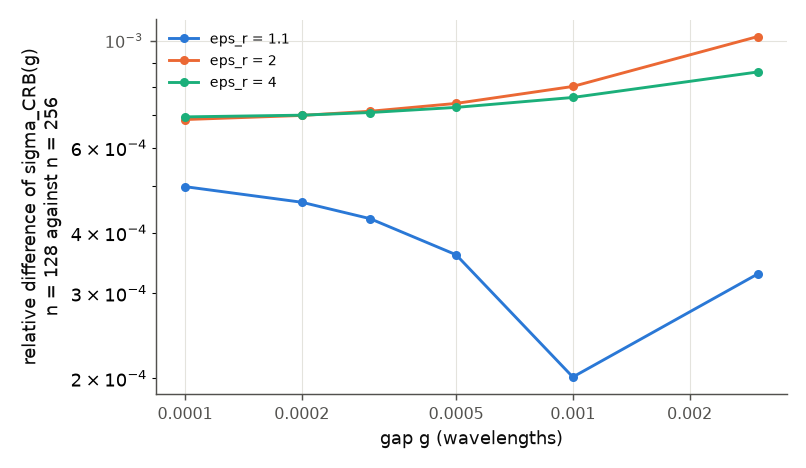 relative difference of sigma_CRB(g)
n = 128 against n = 256
10⁻³
6 × 10⁻⁴
4 × 10⁻⁴
3 × 10⁻⁴
2 × 10⁻⁴
eps_r = 1.1
eps_r = 2
eps_r = 4
0.0001
0.0002
0.0005
0.001
0.002
gap g (wavelengths)